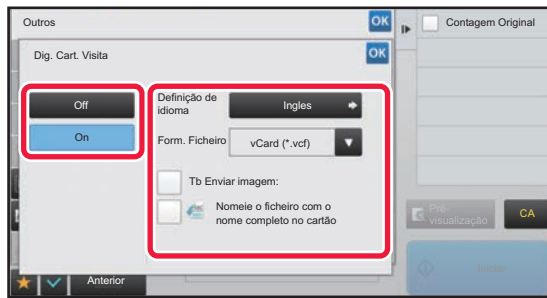 Outros
OK
Contagem Original
Dig. Cart. Visita
OK
Off
On
Definição de
idioma
Ingles
Form. Ficheiro
vCard (*.vcf)
Tb Enviar imagem:
Nomeie o ficheiro com o
nome completo no cartão
Pré-
visualização
CA
Iniciar
Anterior